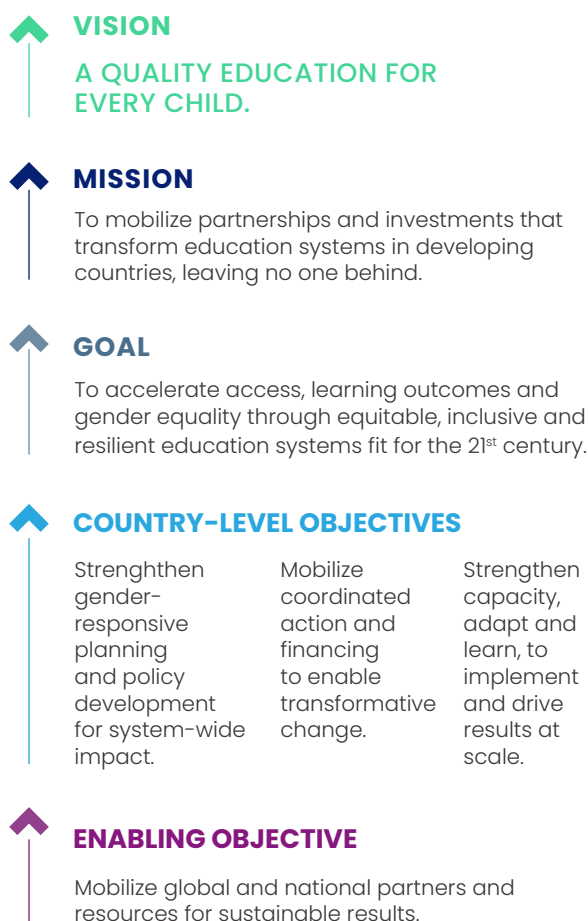 VISION
A QUALITY EDUCATION FOR
EVERY CHILD.
MISSION
To mobilize partnerships and investments that
transform education systems in developing
countries, leaving no one behind.
GOAL
To accelerate access, learning outcomes and
gender equality through equitable, inclusive and
resilient education systems fit for the 21st century.
COUNTRY-LEVEL OBJECTIVES
Strenghthen
gender-
responsive
planning
and policy
development
for system-wide
impact.
Mobilize
coordinated
action and
financing
to enable
transformative
change.
Strengthen
capacity,
adapt and
learn, to
implement
and drive
results at
scale.
ENABLING OBJECTIVE
Mobilize global and national partners and
resources for sustainable results.